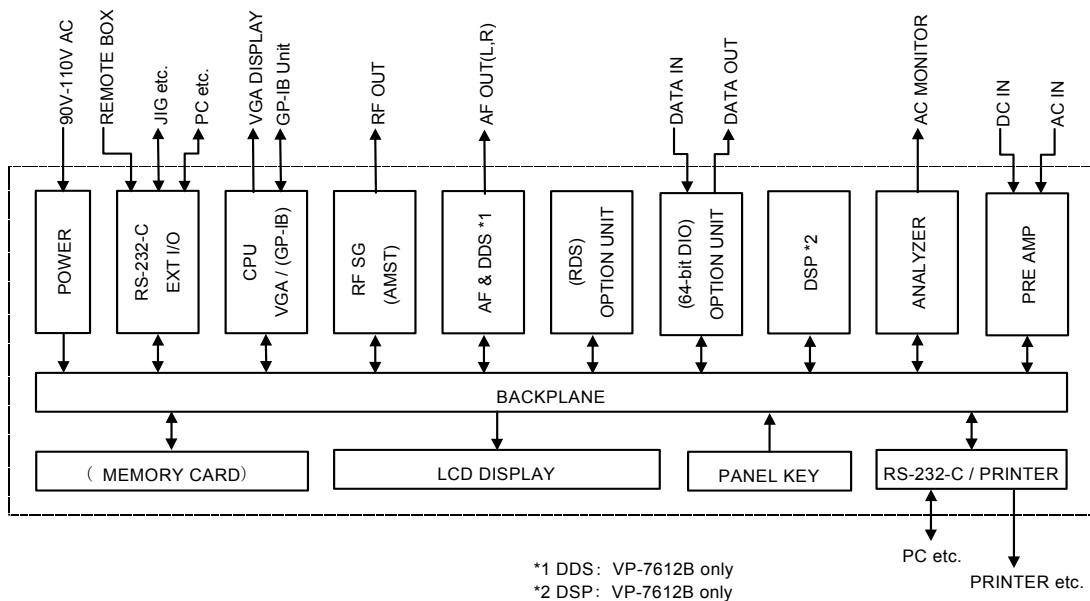 90V-110V AC
REMOTE BOX
JIG etc.
PC etc.
VGA DISPLAY
GP-IB Unit
RF OUT
AF OUT(L,R)
DATA IN
DATA OUT
AC MONITOR
DC IN
AC IN
POWER
RS-232-C
EXT I/O
CPU
VGA / (GP-IB)
RF SG
(AMST)
AF & DDS *1
(RDS)
OPTION UNIT
(64-bit DIO)
OPTION UNIT
DSP *2
ANALYZER
PRE AMP
BACKPLANE
( MEMORY CARD)
LCD DISPLAY
PANEL KEY
RS-232-C / PRINTER
PC etc.
PRINTER etc.
*1 DDS: VP-7612B only
*2 DSP: VP-7612B only